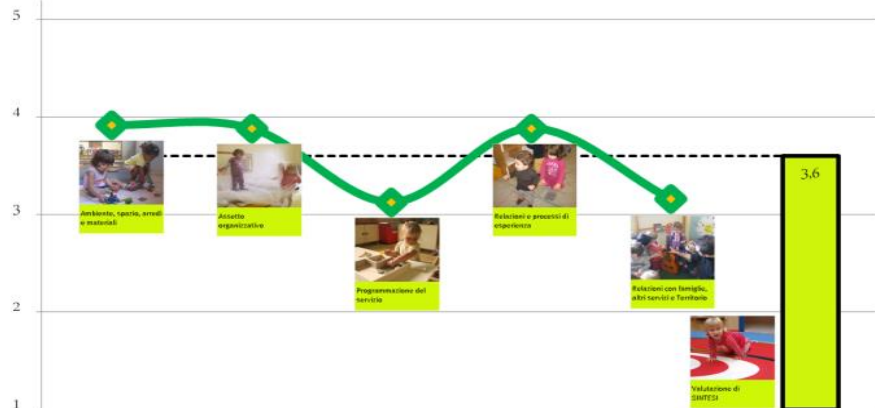 5
4
3
2
1
3,6
Ambiente, spazio, arredi
e materiali
Assetto
organizzativo
Programmazione del
servizio
Relazioni e processi di
esperienza
Relazioni con famiglie,
altri servizi e Territorio
Valutazione di
SINTESI